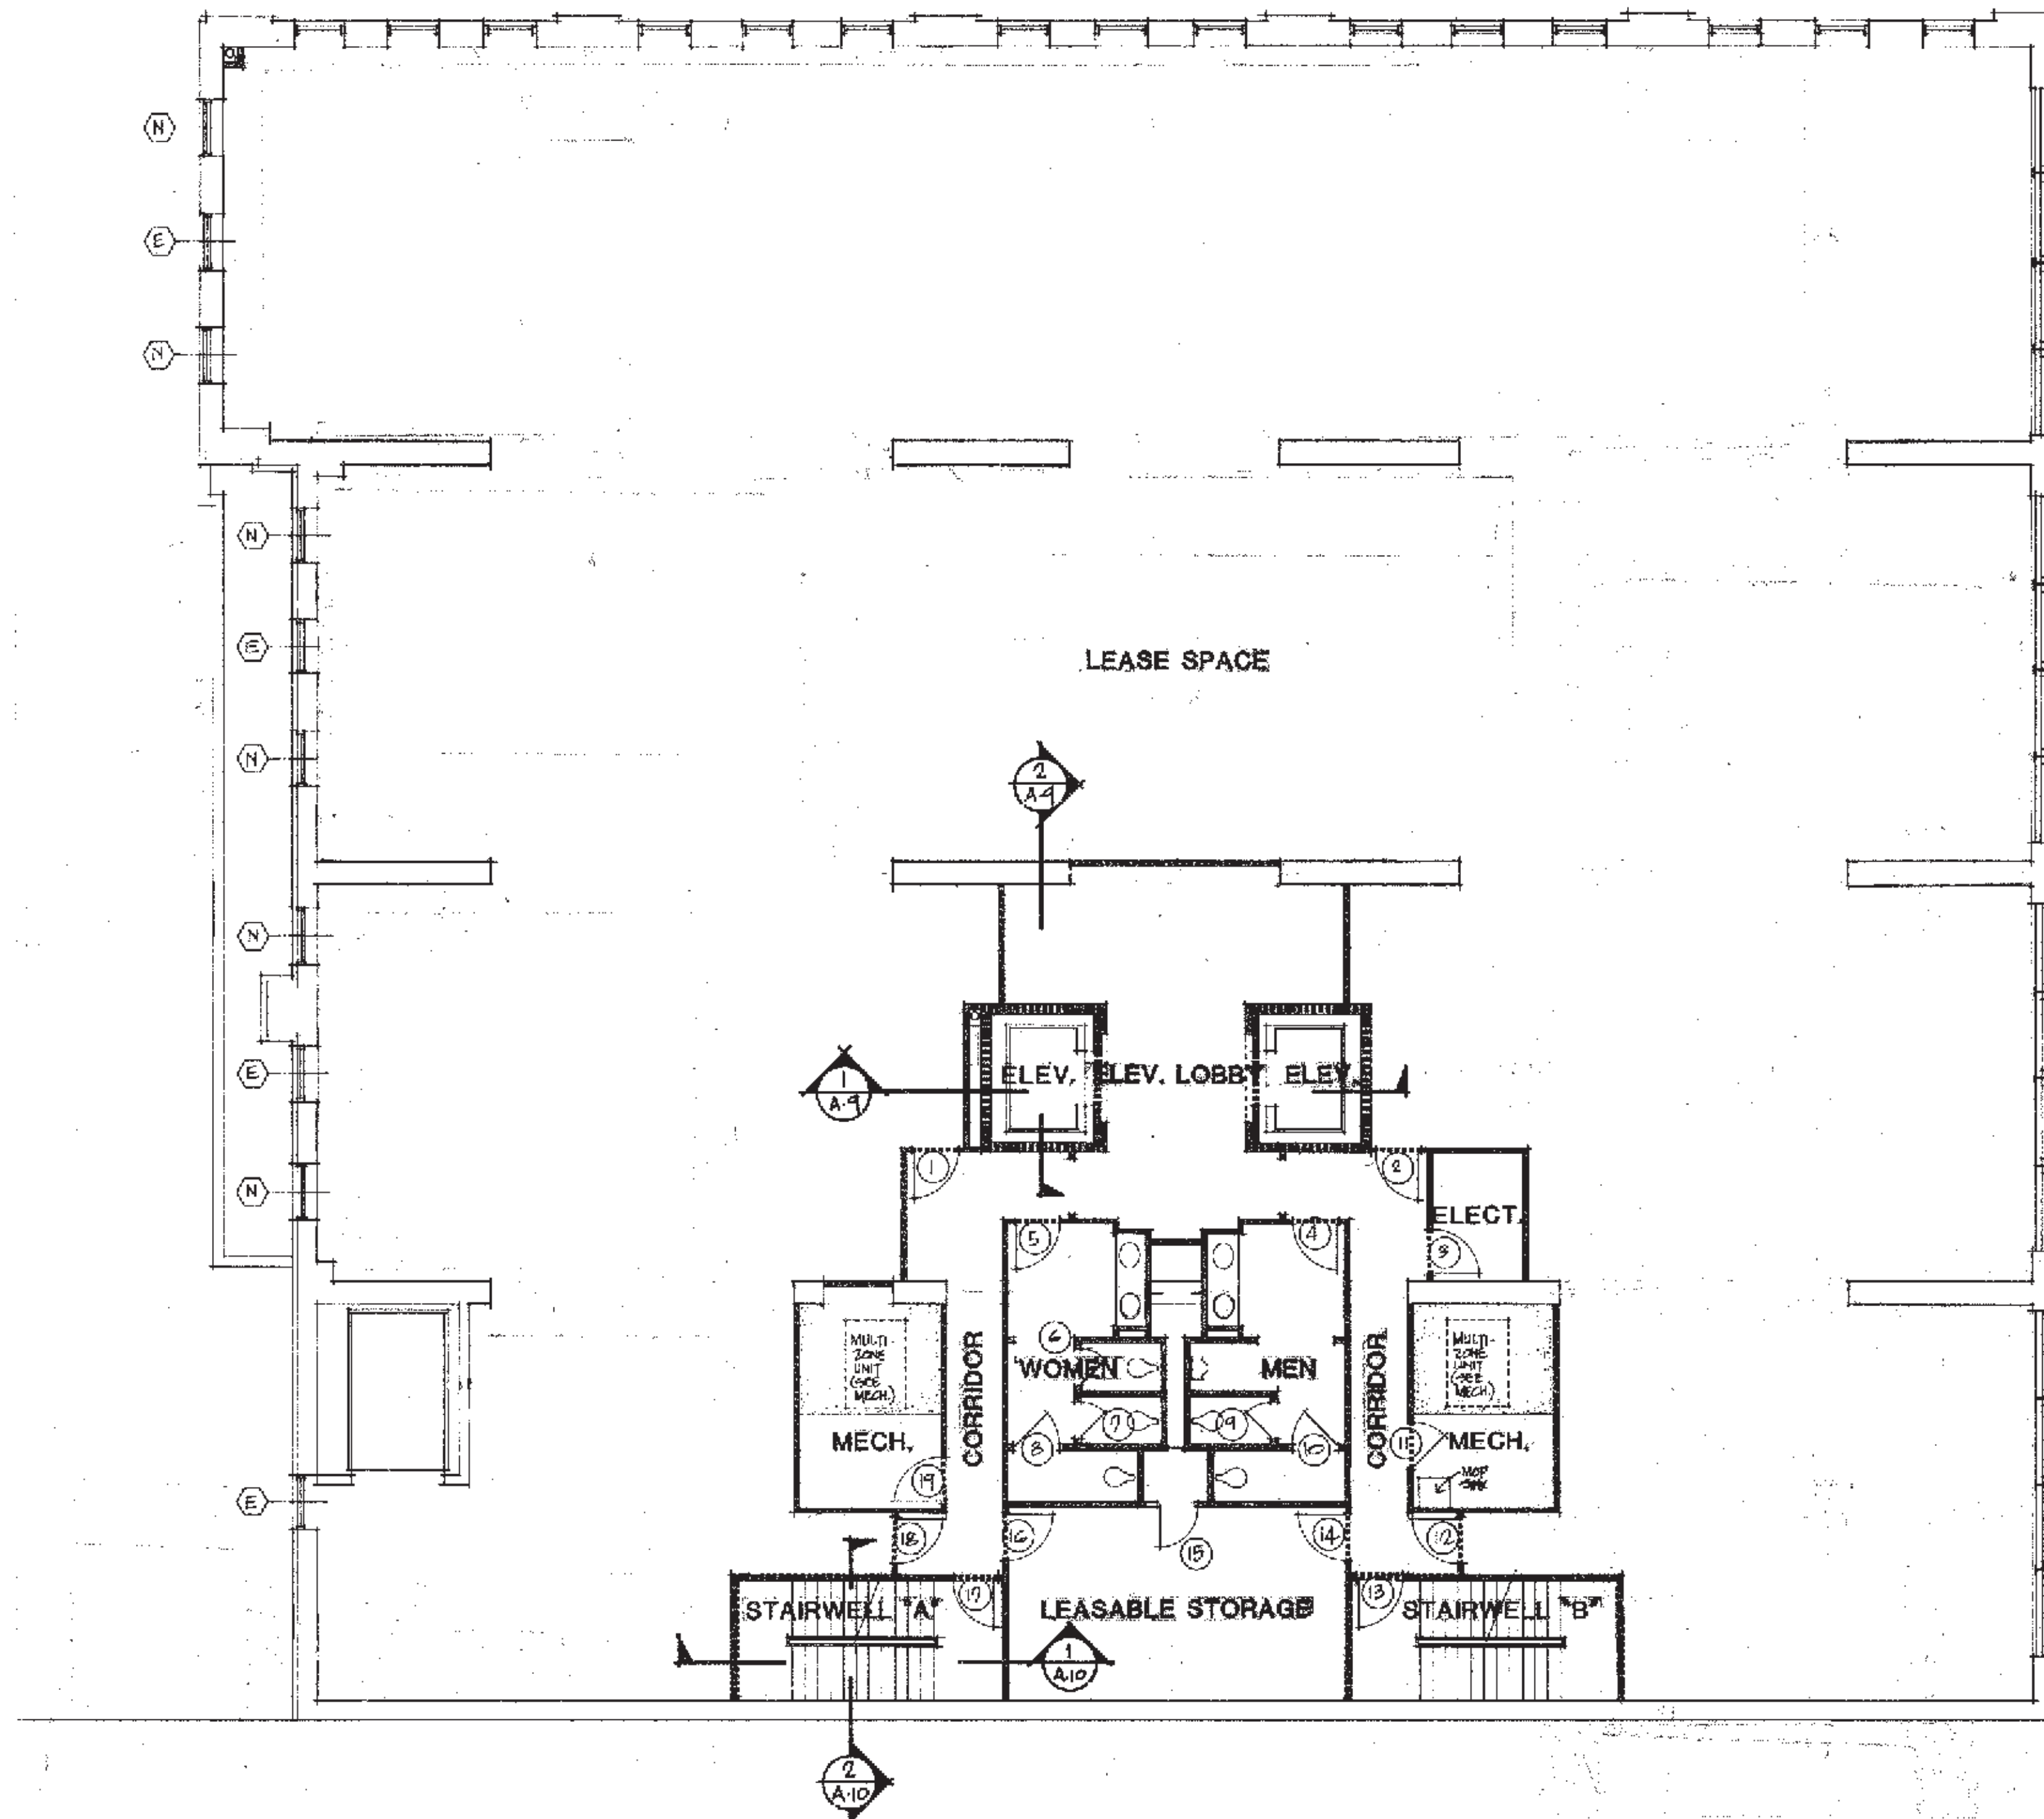 N
E
N
N
E
N
LEASE SPACE
2
A-9
N
ELEV.
ELEV. LOBBY
ELEV.
E
1
A-9
1
2
N
ELECT.
5
4
3
6
MULTI-
ZONE
UNIT
(SEE
MECH.)
CORRIDOR
WOMEN
MEN
CORRIDOR
MULTI-
ZONE
UNIT
(SEE
MECH.)
7
9
MECH.
8
10
11
MECH.
19
MOP
SINK
E
18
16
15
14
12
17
13
STAIRWELL "A"
LEASABLE STORAGE
STAIRWELL "B"
1
A-10
2
A-10